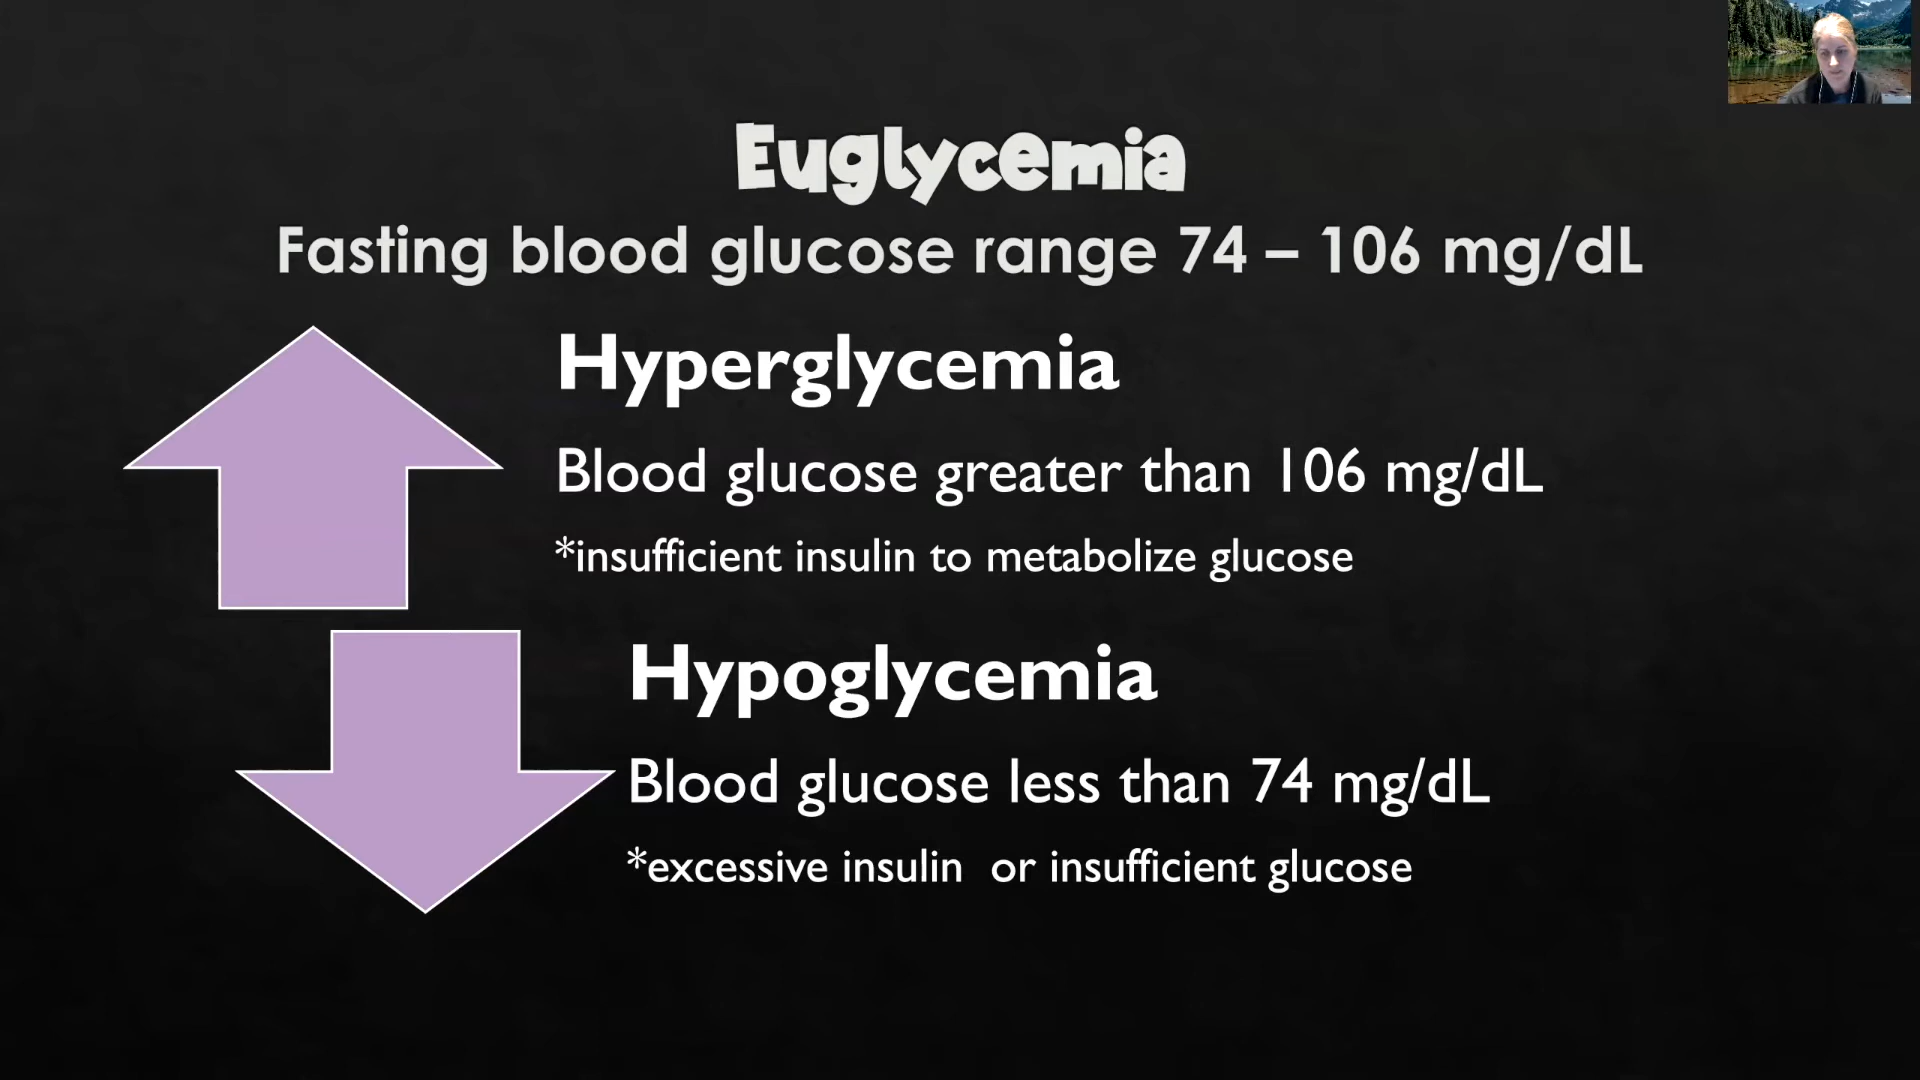 Euglycemia
Fasting blood glucose range 74 – 106 mg/dL
Hyperglycemia
Blood glucose greater than 106 mg/dL
*insufficient insulin to metabolize glucose
Hypoglycemia
Blood glucose less than 74 mg/dL
*excessive insulin  or insufficient glucose